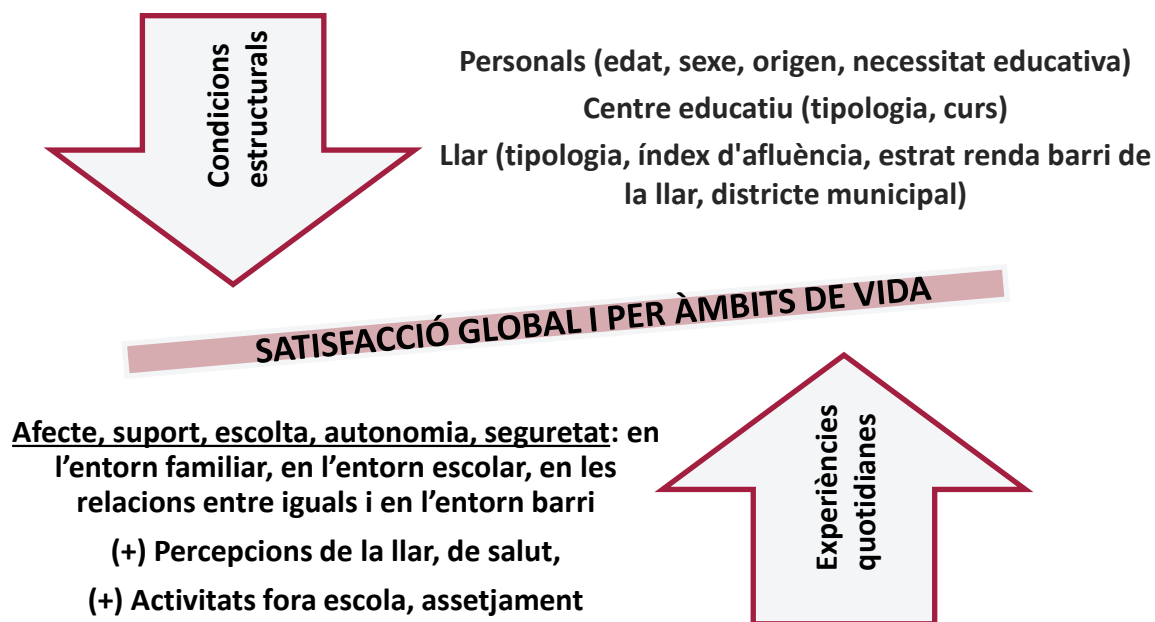 Condicions
estructurals
Personals (edat, sexe, origen, necessitat educativa)
Centre educatiu (tipologia, curs)
Llar (tipologia, índex d'afluència, estrat renda barri de
la llar, districte municipal)
SATISFACCIÓ GLOBAL I PER ÀMBITS DE VIDA
Afecte, suport, escolta, autonomia, seguretat: en
l’entorn familiar, en l’entorn escolar, en les
relacions entre iguals i en l’entorn barri
(+) Percepcions de la llar, de salut,
(+) Activitats fora escola, assetjament
Experiències
quotidianes